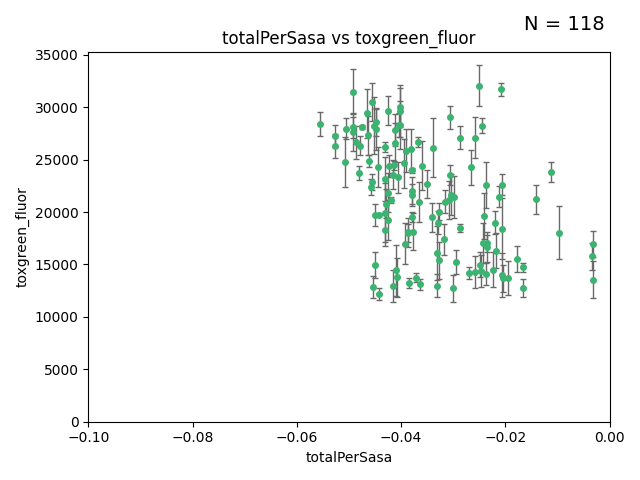 N = 118
totalPerSasa vs toxgreen_fluor
35000
30000
25000
20000
15000
10000
5000
0
toxgreen_fluor
−0.10 −0.08 −0.06 −0.04 −0.02 0.00
totalPerSasa